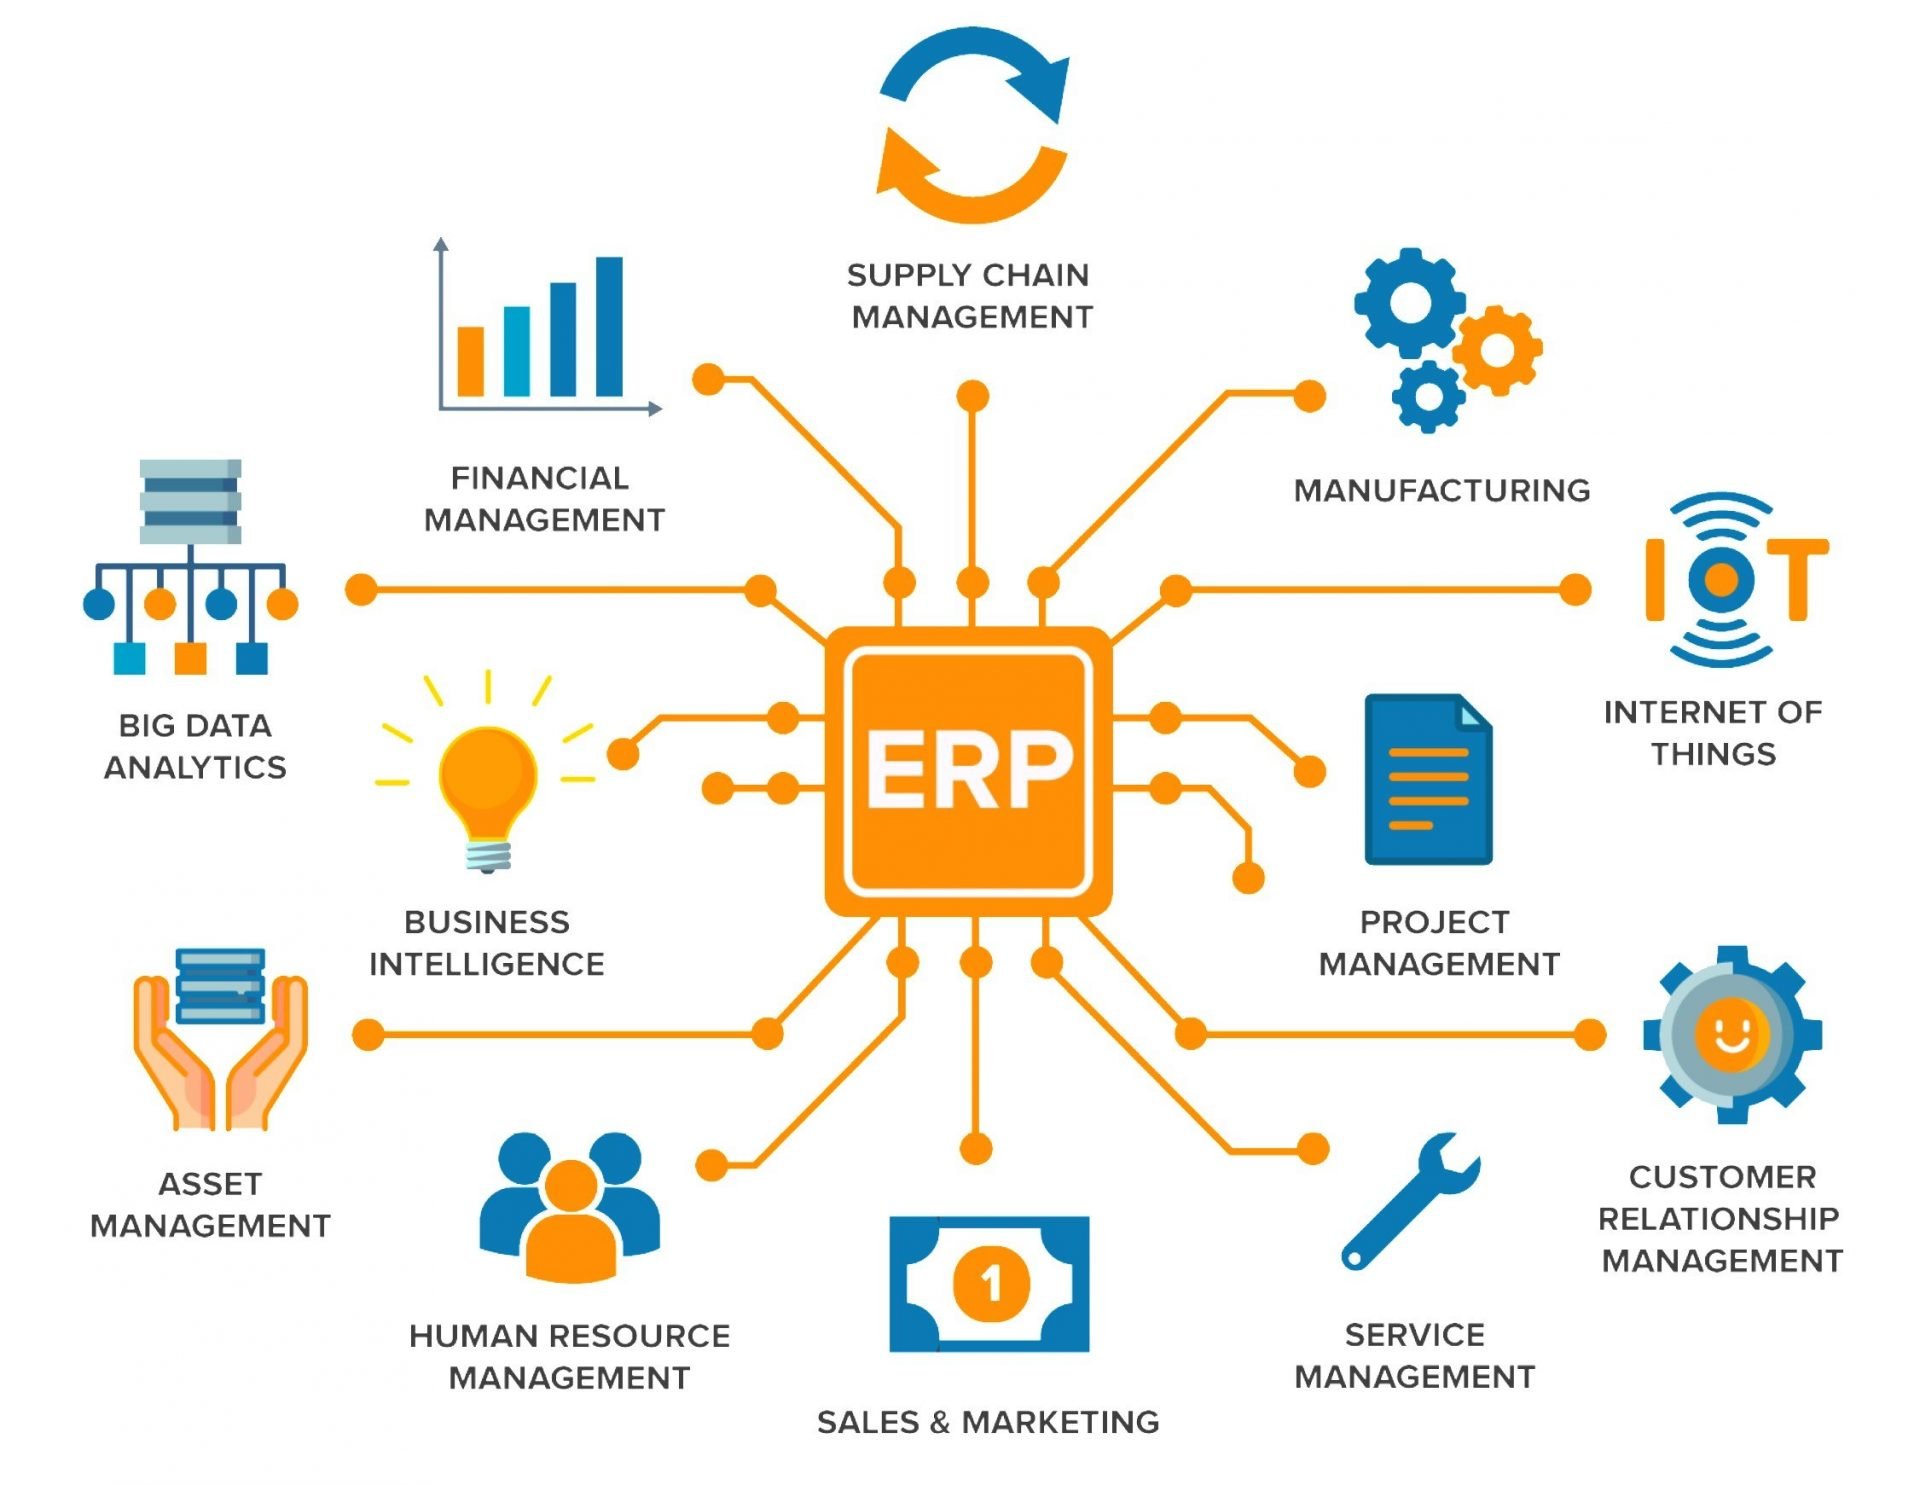 SUPPLY CHAIN
MANAGEMENT
FINANCIAL
MANAGEMENT
MANUFACTURING
IOT
BIG DATA
ANALYTICS
INTERNET OF
THINGS
ERP
BUSINESS
INTELLIGENCE
PROJECT
MANAGEMENT
ASSET
MANAGEMENT
CUSTOMER
RELATIONSHIP
MANAGEMENT
1
HUMAN RESOURCE
MANAGEMENT
SERVICE
MANAGEMENT
SALES & MARKETING